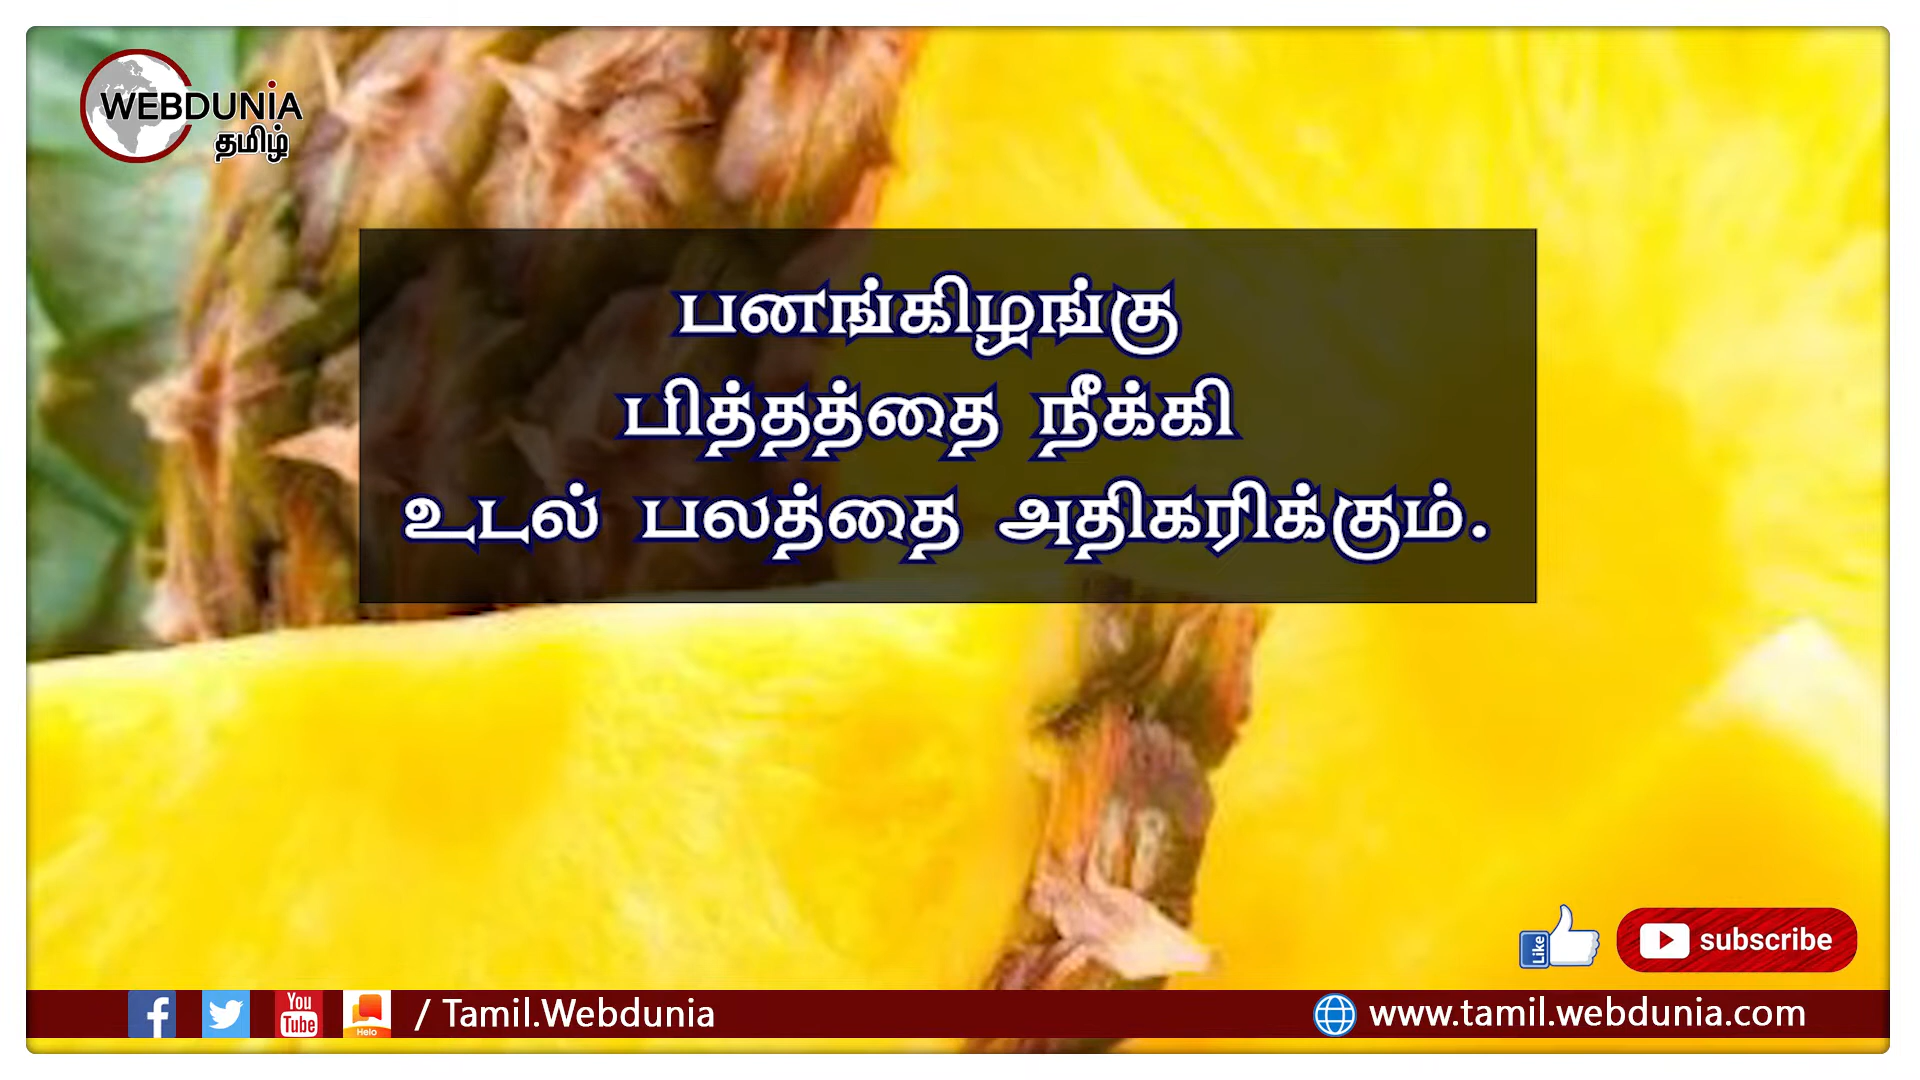 WEBDUNIA
தமிழ்
பனங்கிழங்கு
பித்தத்தை நீக்கி
உடல் பலத்தை அதிகரிக்கும்.
Like
subscribe
You
Tube
Helo
/ Tamil.Webdunia
www.tamil.webdunia.com